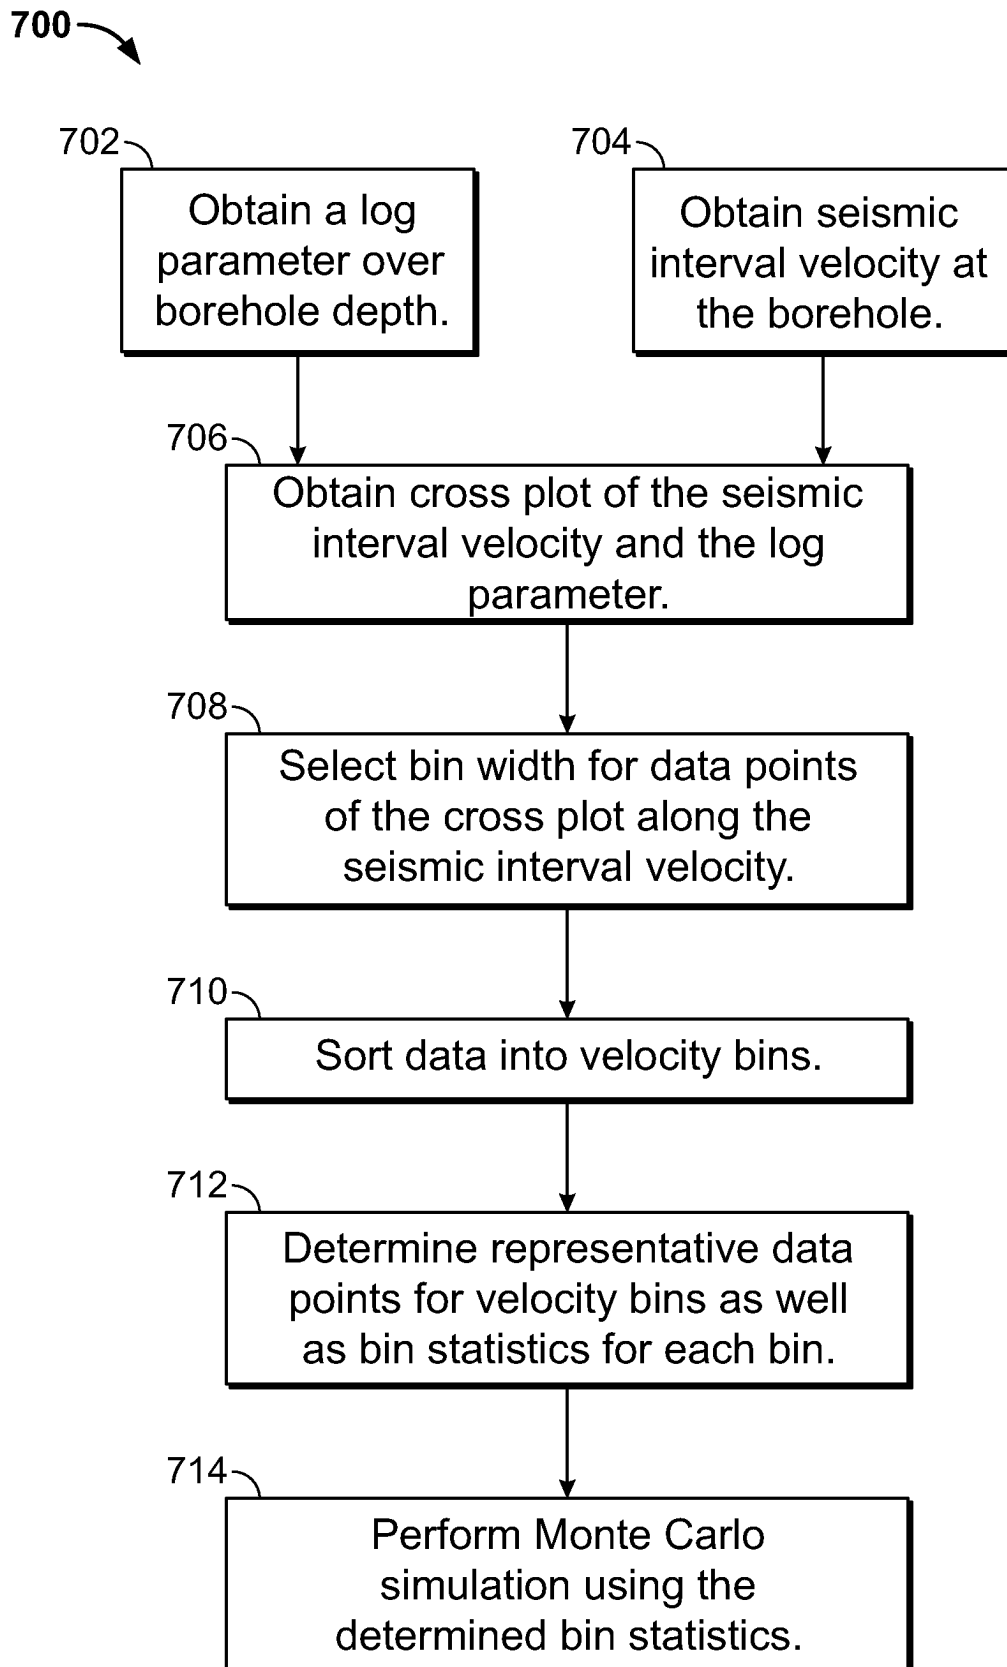 700
702
Obtain a log
parameter over
borehole depth.
704
Obtain seismic
interval velocity at
the borehole.
706
Obtain cross plot of the seismic
interval velocity and the log
parameter.
708
Select bin width for data points
of the cross plot along the
seismic interval velocity.
710
Sort data into velocity bins.
712
Determine representative data
points for velocity bins as well
as bin statistics for each bin.
714
Perform Monte Carlo
simulation using the
determined bin statistics.